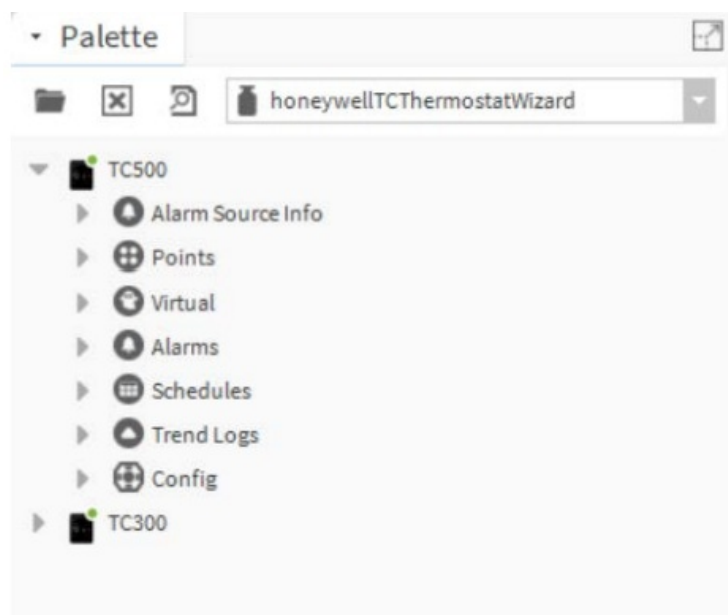 Palette
honeywellTCThermostatWizard
TC500
Alarm Source Info
Points
Virtual
Alarms
Schedules
Trend Logs
Config
TC300